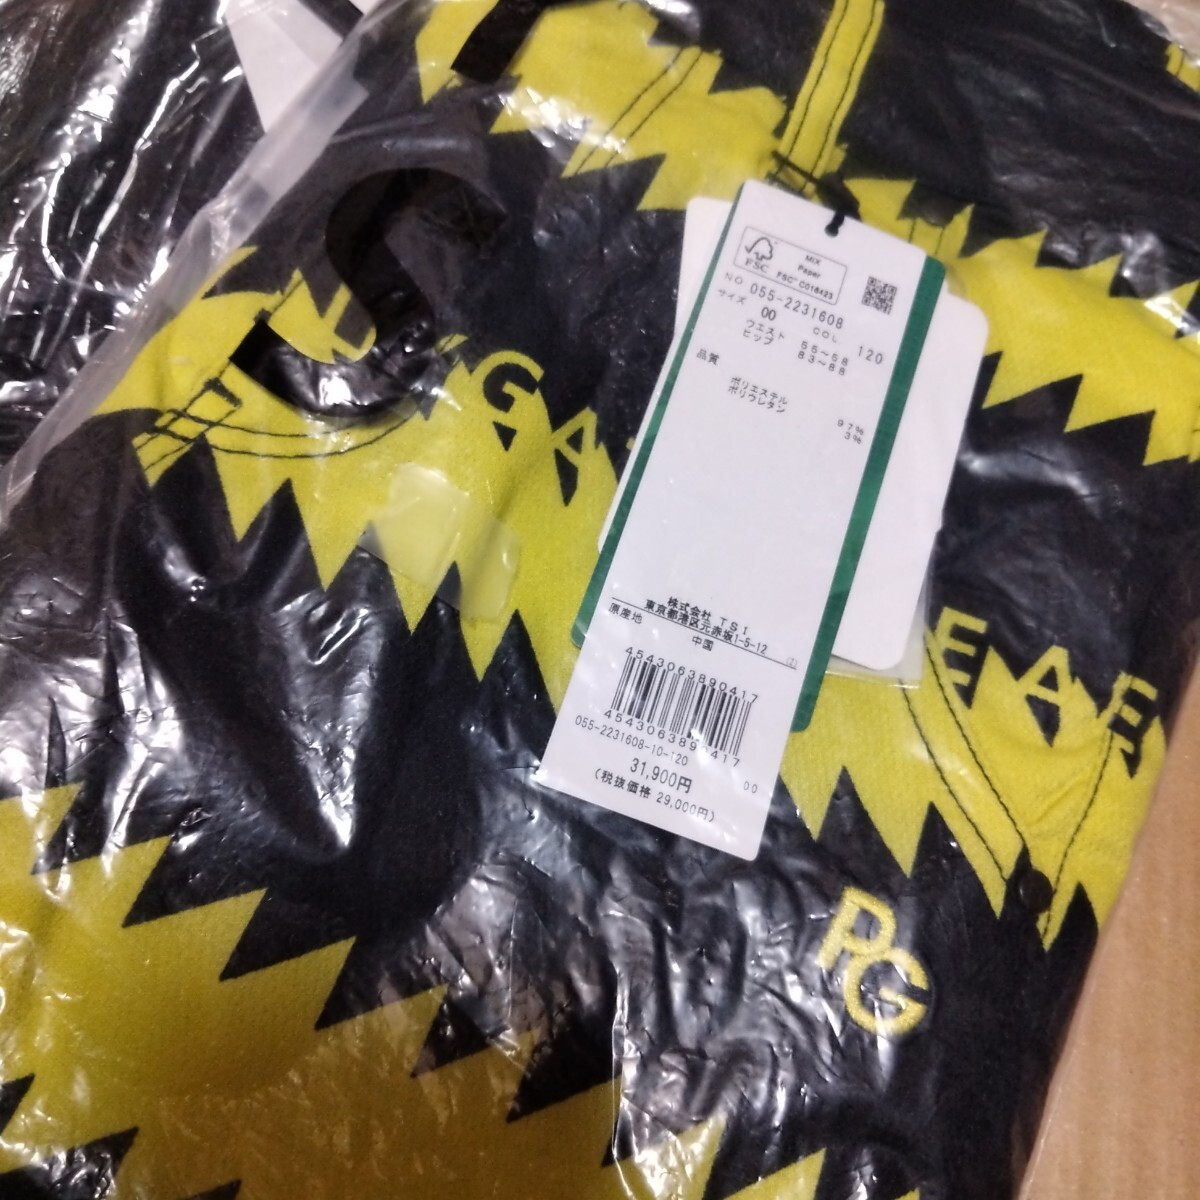 S
GA
EAE
PG
FSC
MIX
Paper
FSC™ C016423
NO 055-2231608
サイズ 00 COL 120
ウエスト 55～58
ヒップ 83～88
品質
ポリエステル 97%
ポリウレタン 3%
株式会社 TSI
東京都港区元赤坂1-5-12 (Z)
原産地 中国
4543063890417
4543063890417
055-2231608-10-120 00
31,900円
(税抜価格 29,000円)